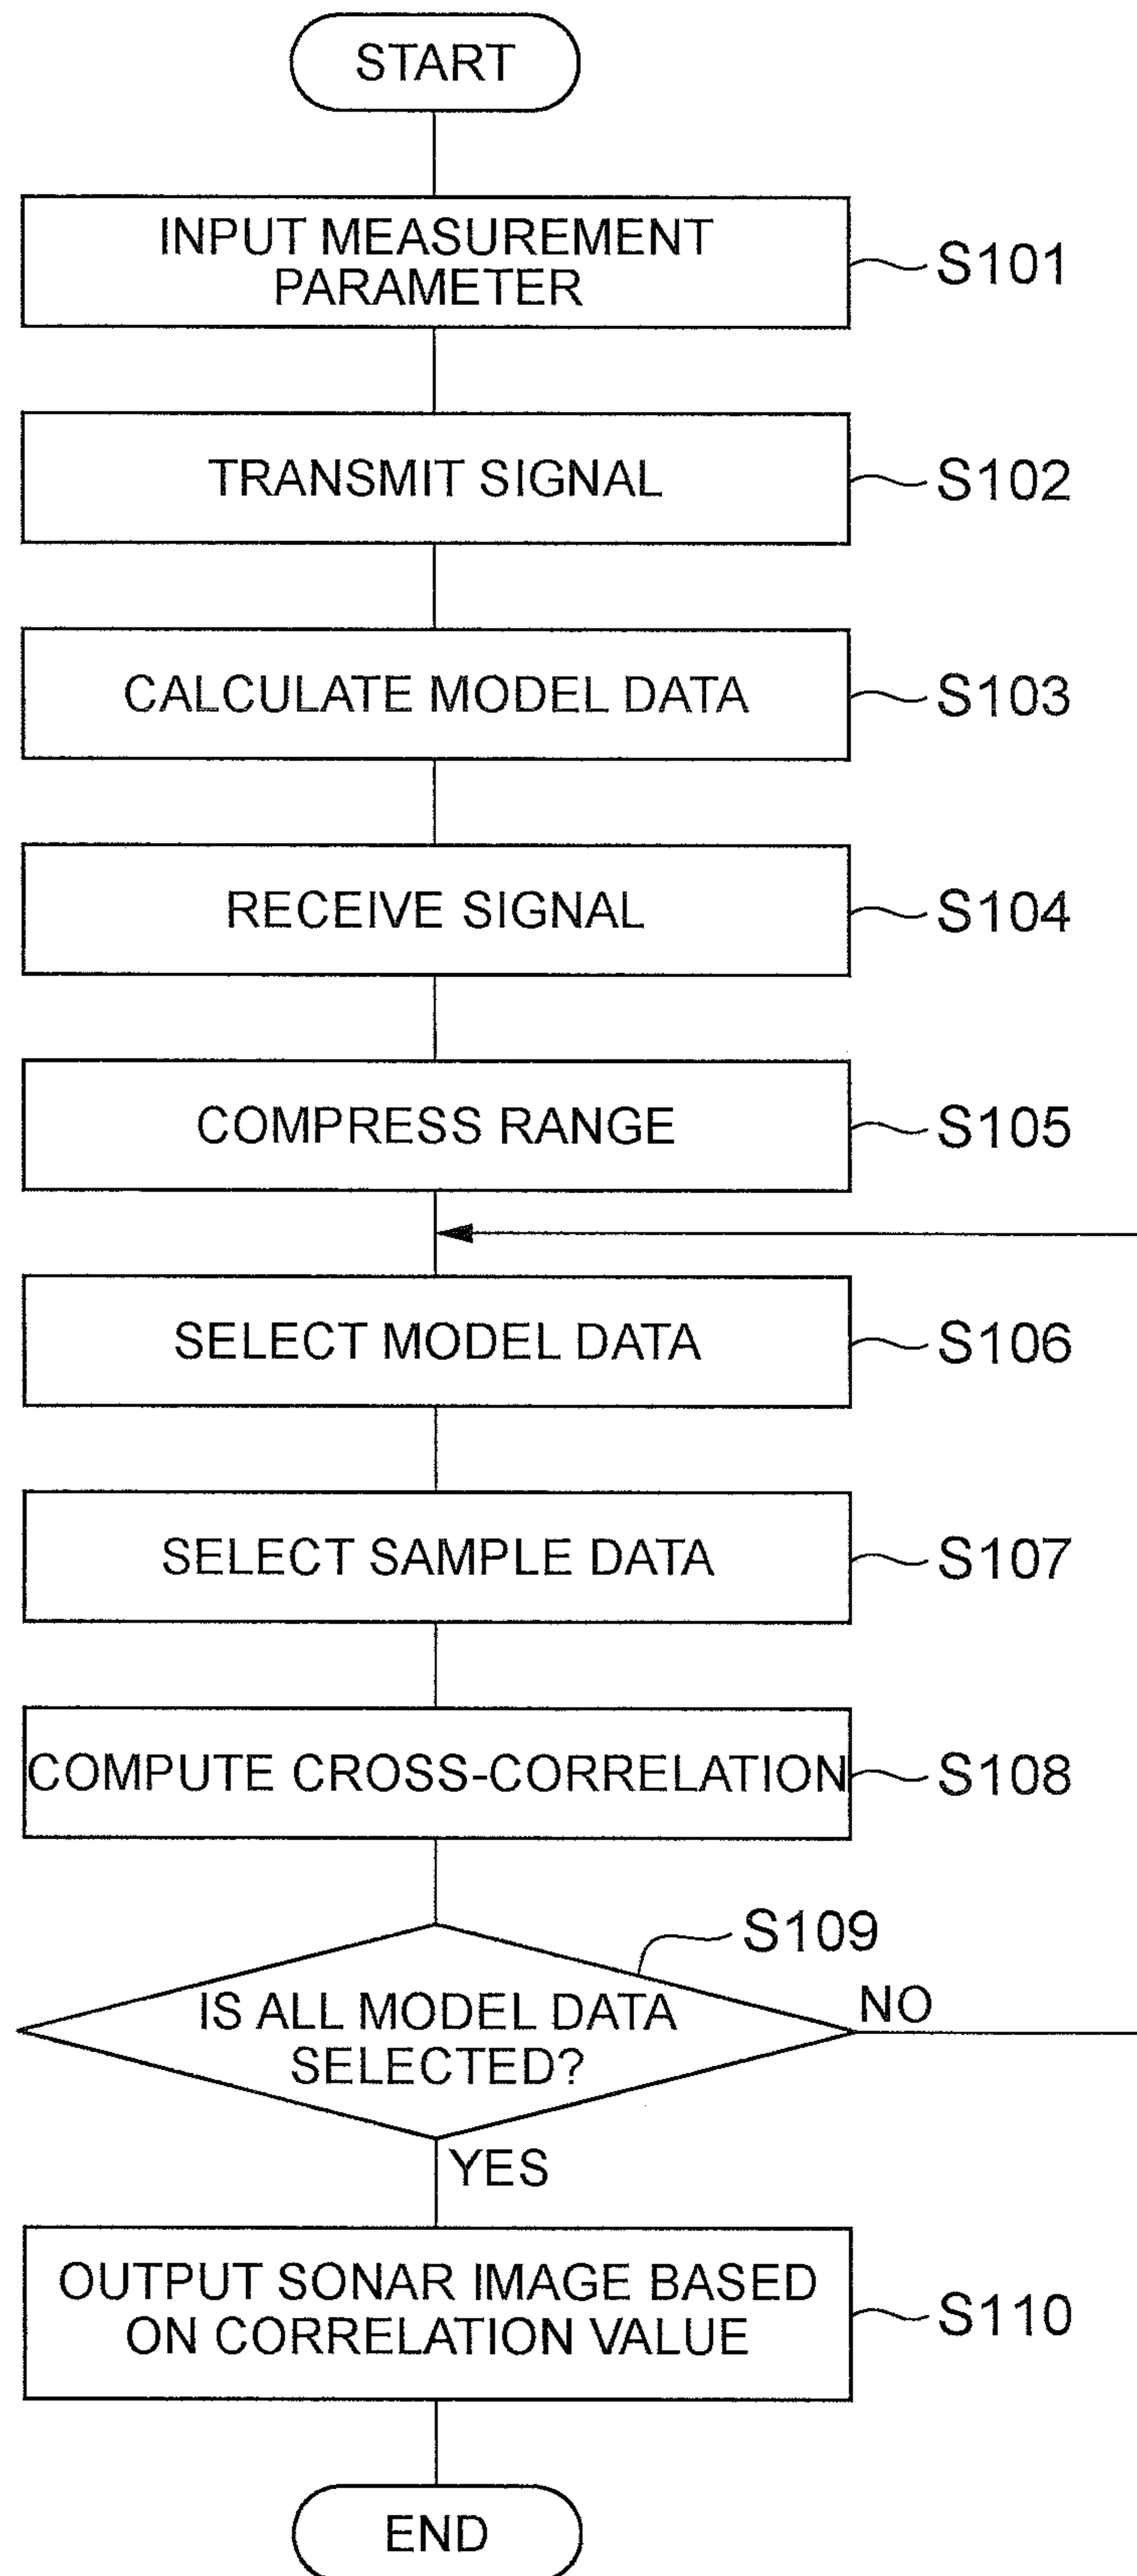 START
INPUT MEASUREMENT
PARAMETER
S101
TRANSMIT SIGNAL
S102
CALCULATE MODEL DATA
S103
RECEIVE SIGNAL
S104
COMPRESS RANGE
S105
SELECT MODEL DATA
S106
SELECT SAMPLE DATA
S107
COMPUTE CROSS-CORRELATION
S108
S109
IS ALL MODEL DATA
SELECTED?
NO
YES
OUTPUT SONAR IMAGE BASED
ON CORRELATION VALUE
S110
END